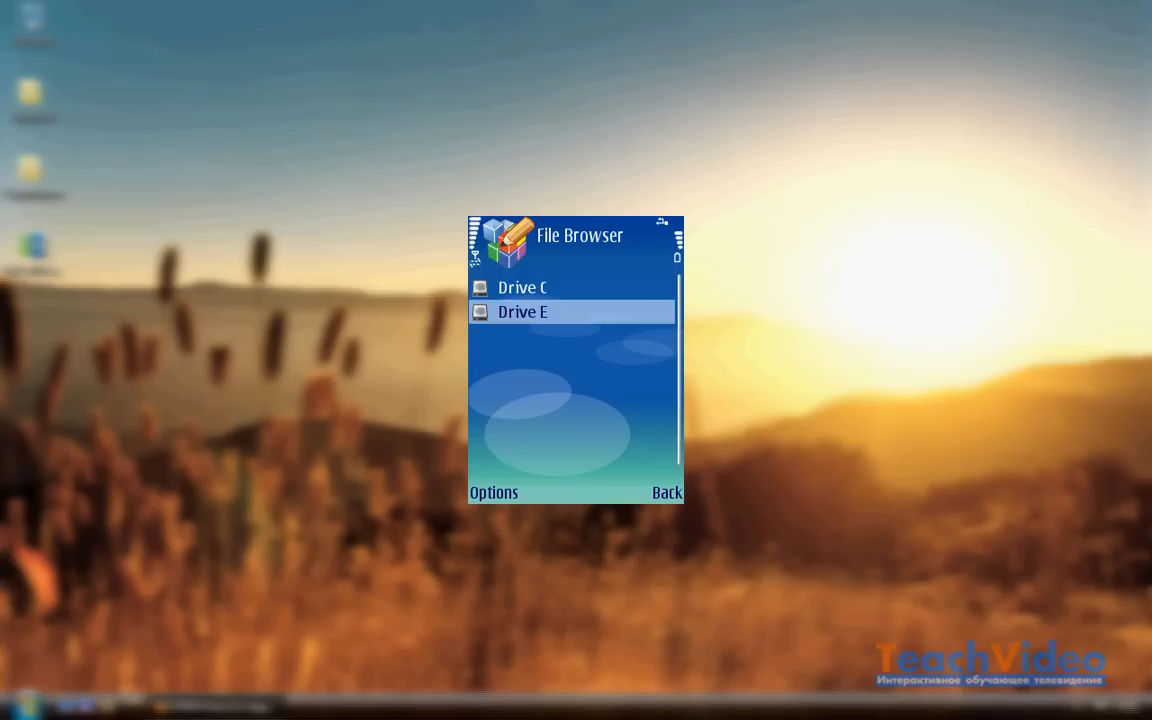 File Browser
Drive C
Drive E
Options
Back
TeachVideo
Интерактивное обучающее телевидение